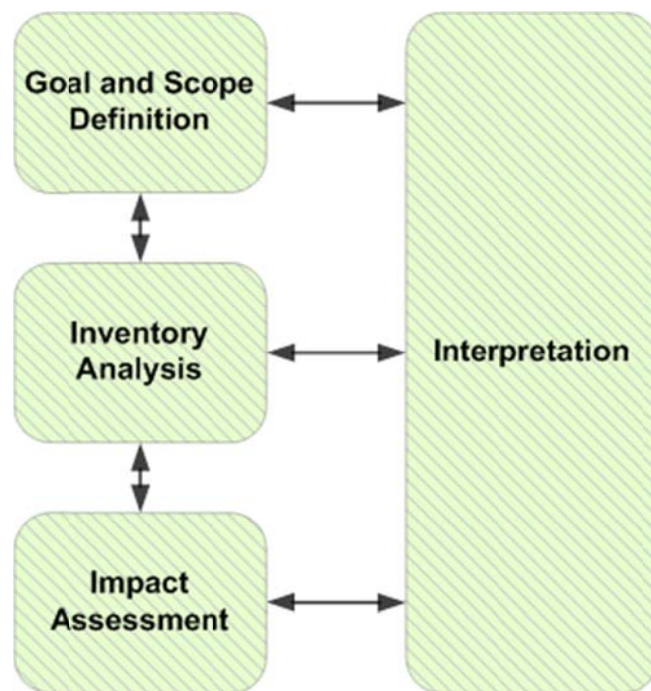 Goal and Scope
Definition
Inventory
Analysis
Interpretation
Impact
Assessment